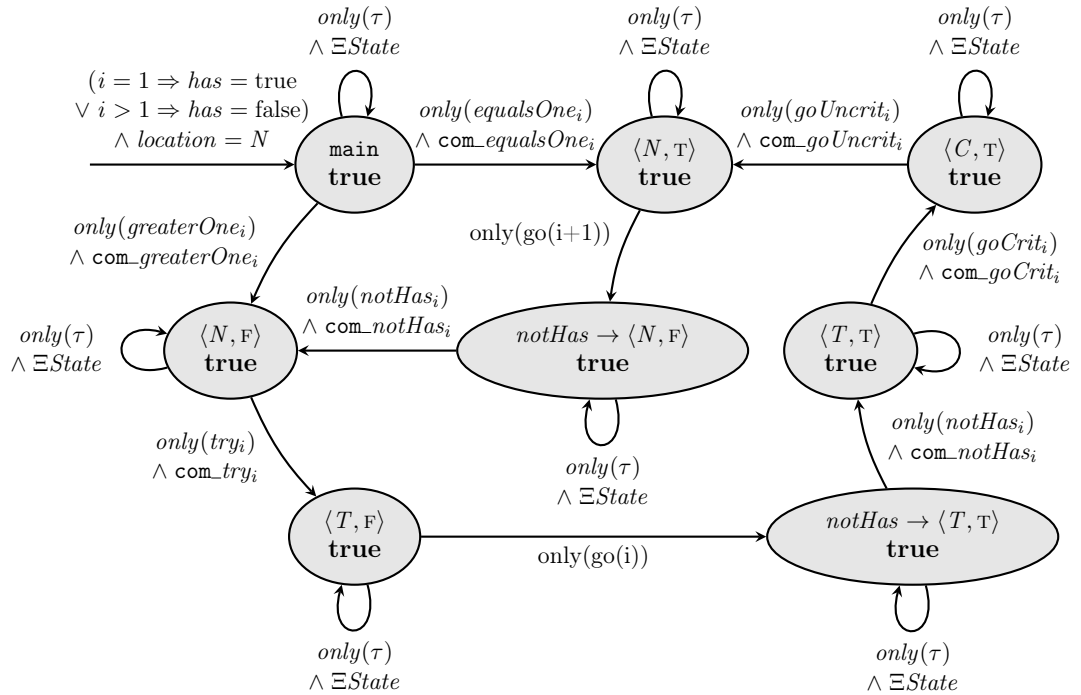 only(τ)
∧ ΞState
only(τ)
∧ ΞState
only(τ)
∧ ΞState
(i = 1 ⇒ has = true
∨ i > 1 ⇒ has = false)
∧ location = N
only(equalsOne_i)
∧ com_equalsOne_i
only(goUncrit_i)
∧ com_goUncrit_i
main
true
⟨N, T⟩
true
⟨C, T⟩
true
only(greaterOne_i)
∧ com_greaterOne_i
only(go(i+1))
only(goCrit_i)
∧ com_goCrit_i
only(notHas_i)
∧ com_notHas_i
only(τ)
∧ ΞState
⟨N, F⟩
true
notHas → ⟨N, F⟩
true
⟨T, T⟩
true
only(τ)
∧ ΞState
only(try_i)
∧ com_try_i
only(τ)
∧ ΞState
only(notHas_i)
∧ com_notHas_i
⟨T, F⟩
true
only(go(i))
notHas → ⟨T, T⟩
true
only(τ)
∧ ΞState
only(τ)
∧ ΞState